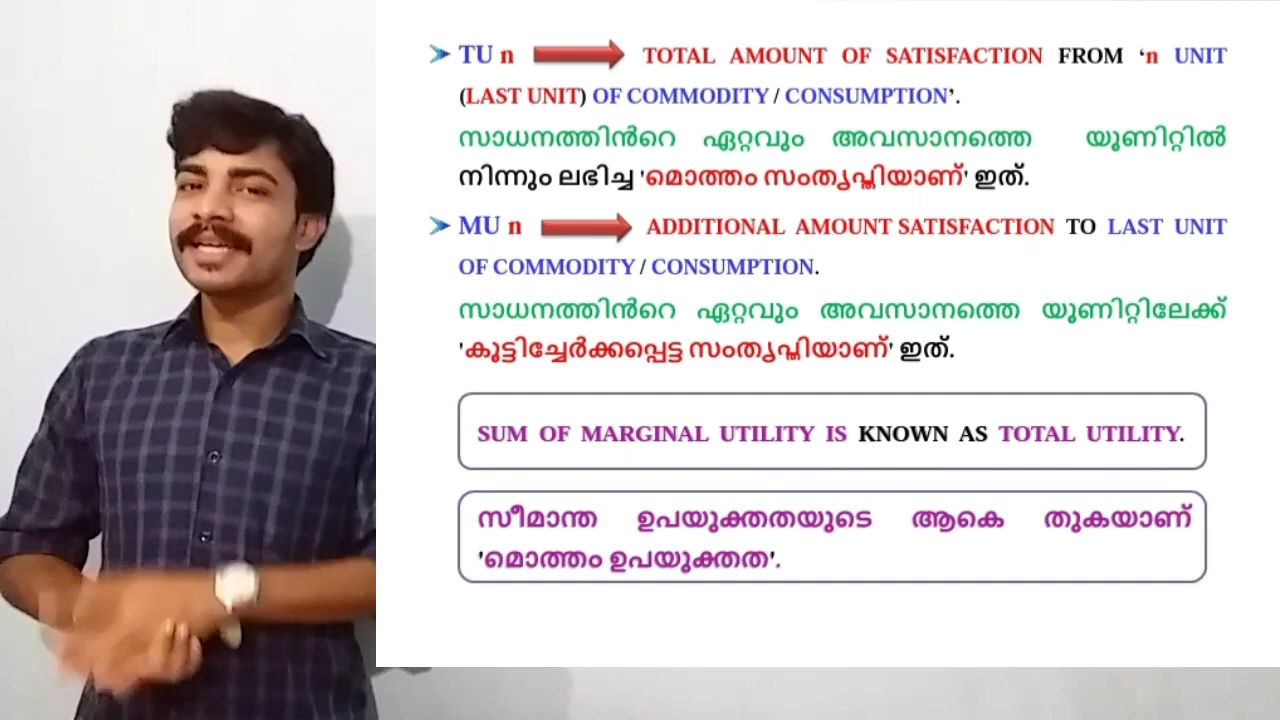 TU n TOTAL AMOUNT OF SATISFACTION FROM ‘n UNIT
(LAST UNIT) OF COMMODITY / CONSUMPTION’.
സാധനത്തിൻറെ ഏറ്റവും അവസാനത്തെ യൂണിറ്റിൽ
നിന്നും ലഭിച്ച 'മൊത്തം സംതൃപ്തിയാണ്' ഇത്.
MU n ADDITIONAL AMOUNT SATISFACTION TO LAST UNIT
OF COMMODITY / CONSUMPTION.
സാധനത്തിൻറെ ഏറ്റവും അവസാനത്തെ യൂണിറ്റിലേക്ക്
'കൂട്ടിച്ചേർക്കപ്പെട്ട സംതൃപ്തിയാണ്' ഇത്.
SUM OF MARGINAL UTILITY IS KNOWN AS TOTAL UTILITY.
സീമാന്ത ഉപയുക്തതയുടെ ആകെ തുകയാണ്
'മൊത്തം ഉപയുക്തത'.